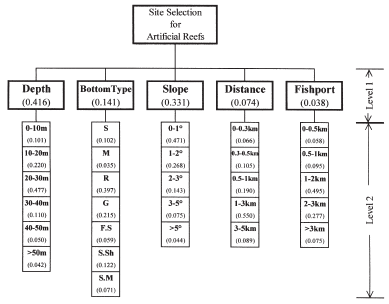 Site Selection
for
Artificial Reefs
Level 1
Depth
(0.416)
BottomType
(0.141)
Slope
(0.331)
Distance
(0.074)
Fishport
(0.038)
Level 2
0-10m
(0.101)
10-20m
(0.220)
20-30m
(0.477)
30-40m
(0.110)
40-50m
(0.050)
>50m
(0.042)
S
(0.102)
M
(0.035)
R
(0.397)
G
(0.215)
F.S
(0.059)
S.Sh
(0.122)
S.M
(0.071)
0-1°
(0.471)
1-2°
(0.268)
2-3°
(0.143)
3-5°
(0.075)
>5°
(0.044)
0-0.3km
(0.066)
0.3-0.5km
(0.105)
0.5-1km
(0.190)
1-3km
(0.550)
3-5km
(0.089)
0-0.5km
(0.058)
0.5-1km
(0.095)
1-2km
(0.495)
2-3km
(0.277)
>3km
(0.075)